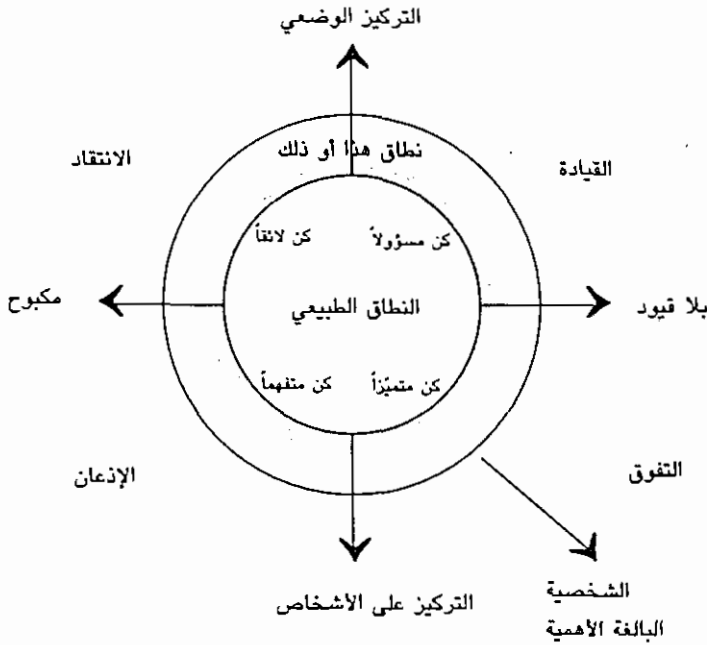 التركيز الوضعي
نطاق هذا أو ذلك
القيادة
الانتقاد
كن مسؤولاً
كن لائقاً
بلا قيود
النطاق الطبيعي
مكبوح
كن متميّزاً
كن متفهماً
التفوق
الإذعان
الشخصية
البالغة الأهمية
التركيز على الأشخاص